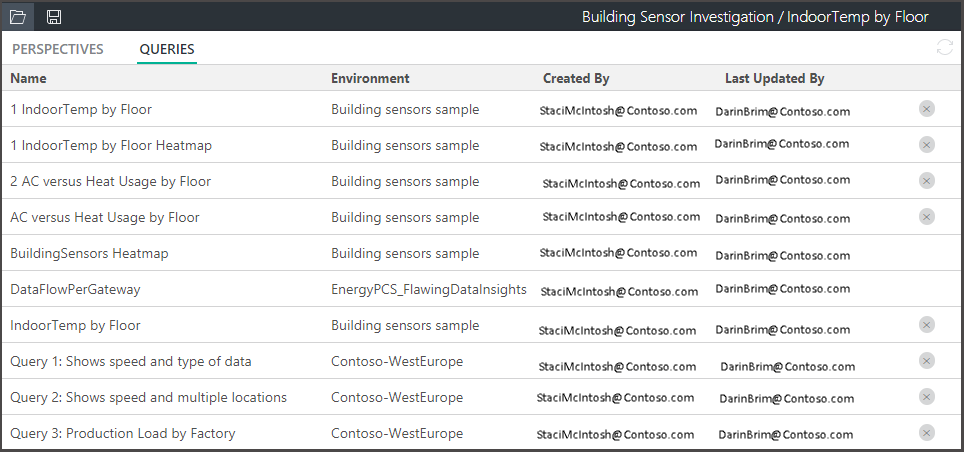 Building Sensor Investigation / IndoorTemp by Floor
PERSPECTIVES QUERIES
Name Environment Created By Last Updated By
1 IndoorTemp by Floor Building sensors sample StaciMcIntosh@Contoso.com DarinBrim@Contoso.com
1 IndoorTemp by Floor Heatmap Building sensors sample StaciMcIntosh@Contoso.com DarinBrim@Contoso.com
2 AC versus Heat Usage by Floor Building sensors sample StaciMcIntosh@Contoso.com DarinBrim@Contoso.com
AC versus Heat Usage by Floor Building sensors sample StaciMcIntosh@Contoso.com DarinBrim@Contoso.com
BuildingSensors Heatmap Building sensors sample StaciMcIntosh@Contoso.com DarinBrim@Contoso.com
DataFlowPerGateway EnergyPCS_FlawingDataInsights StaciMcIntosh@Contoso.com DarinBrim@Contoso.com
IndoorTemp by Floor Building sensors sample StaciMcIntosh@Contoso.com DarinBrim@Contoso.com
Query 1: Shows speed and type of data Contoso-WestEurope StaciMcIntosh@Contoso.com DarinBrim@Contoso.com
Query 2: Shows speed and multiple locations Contoso-WestEurope StaciMcIntosh@Contoso.com DarinBrim@Contoso.com
Query 3: Production Load by Factory Contoso-WestEurope StaciMcIntosh@Contoso.com DarinBrim@Contoso.com